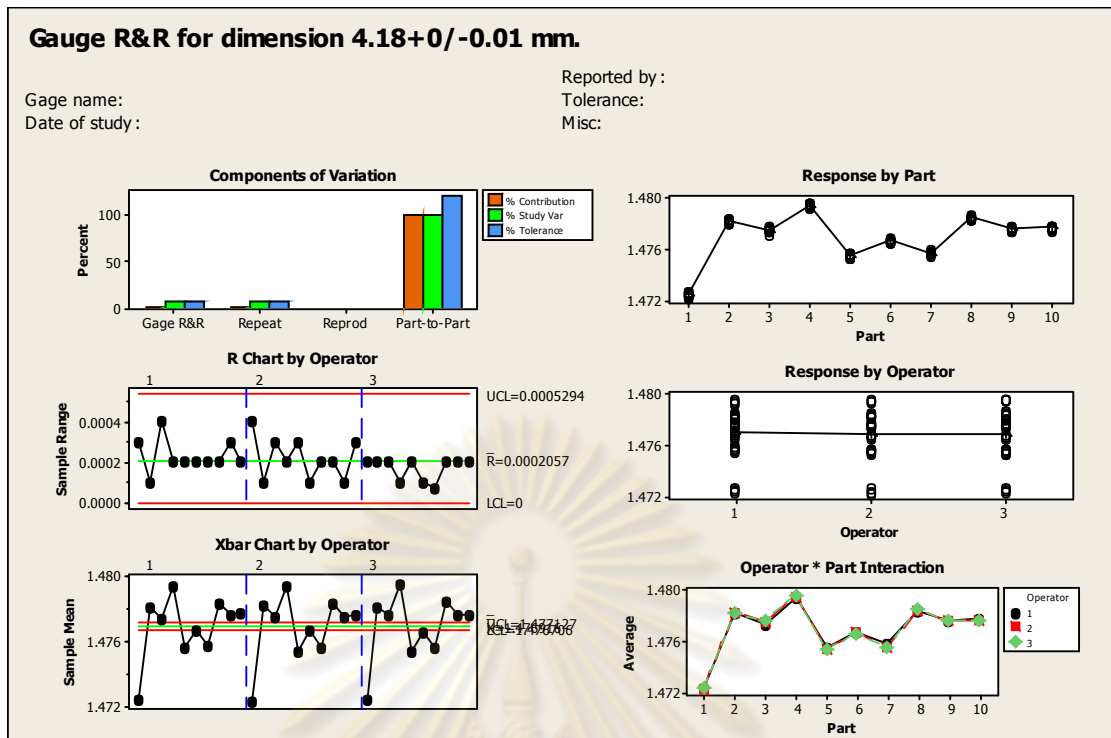 Gauge R&R for dimension 4.18+0/-0.01 mm.
Reported by :
Gage name:
Tolerance:
Date of study :
Misc:
Components of Variation
Percent
100
50
0
Gage R&R Repeat Reprod Part-to-Part
% Contribution
% Study Var
% Tolerance
Response by Part
1.480
1.476
1.472
1 2 3 4 5 6 7 8 9 10
Part
R Chart by Operator
1 2 3
Sample Range
0.0004
0.0002
0.0000
UCL=0.0005294
R=0.0002057
LCL=0
Response by Operator
1.480
1.476
1.472
1 2 3
Operator
Xbar Chart by Operator
1 2 3
Sample Mean
1.480
1.476
1.472
UCL=1.477127
Operator * Part Interaction
Average
1.480
1.476
1.472
1 2 3 4 5 6 7 8 9 10
Part
Operator
1
2
3